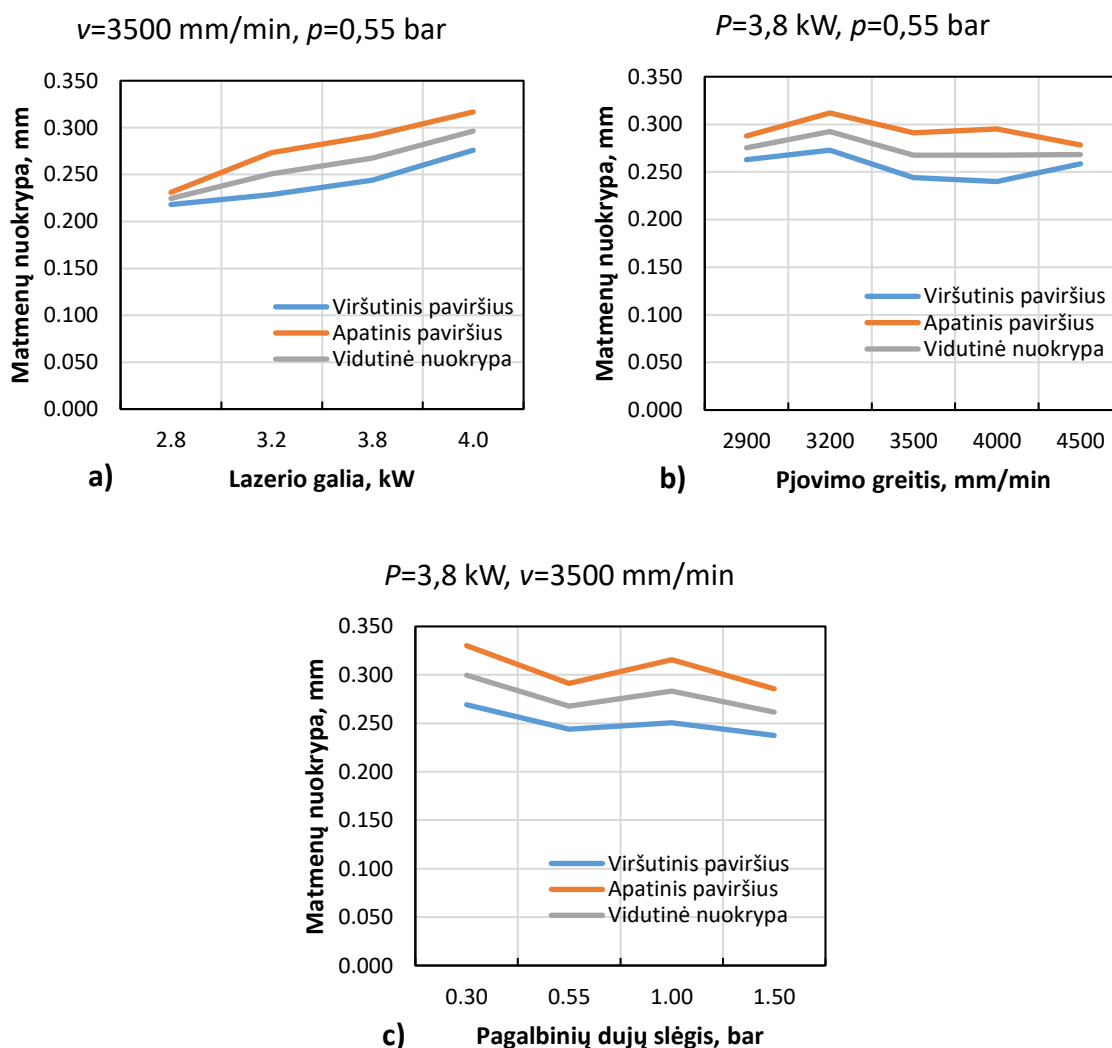 v=3500 mm/min, p=0,55 bar
Matmenų nuokrypa, mm
0.350
0.300
0.250
0.200
0.150
0.100
0.050
0.000
Viršutinis paviršius
Apatinis paviršius
Vidutinė nuokrypa
2.8 3.2 3.8 4.0
a) Lazerio galia, kW
P=3,8 kW, p=0,55 bar
Matmenų nuokrypa, mm
0.350
0.300
0.250
0.200
0.150
0.100
0.050
0.000
Viršutinis paviršius
Apatinis paviršius
Vidutinė nuokrypa
2900 3200 3500 4000 4500
b) Pjovimo greitis, mm/min
P=3,8 kW, v=3500 mm/min
Matmenų nuokrypa, mm
0.350
0.300
0.250
0.200
0.150
0.100
0.050
0.000
Viršutinis paviršius
Apatinis paviršius
Vidutinė nuokrypa
0.30 0.55 1.00 1.50
c) Pagalbinių dujų slėgis, bar